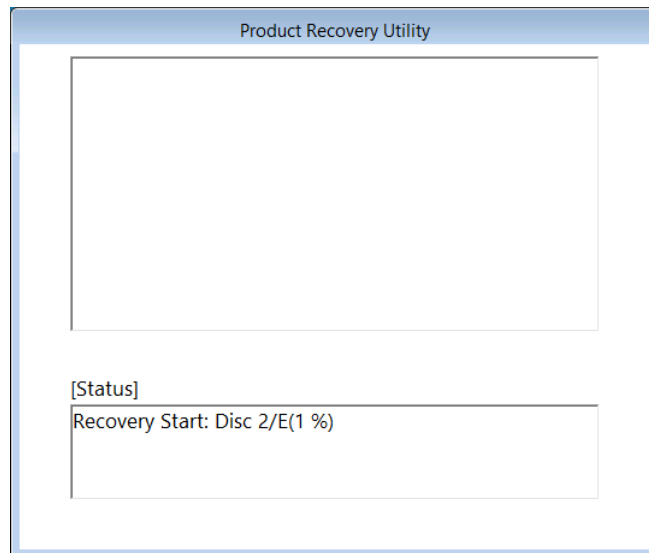 Product Recovery Utility
[Status]
Recovery Start: Disc 2/E(1 %)